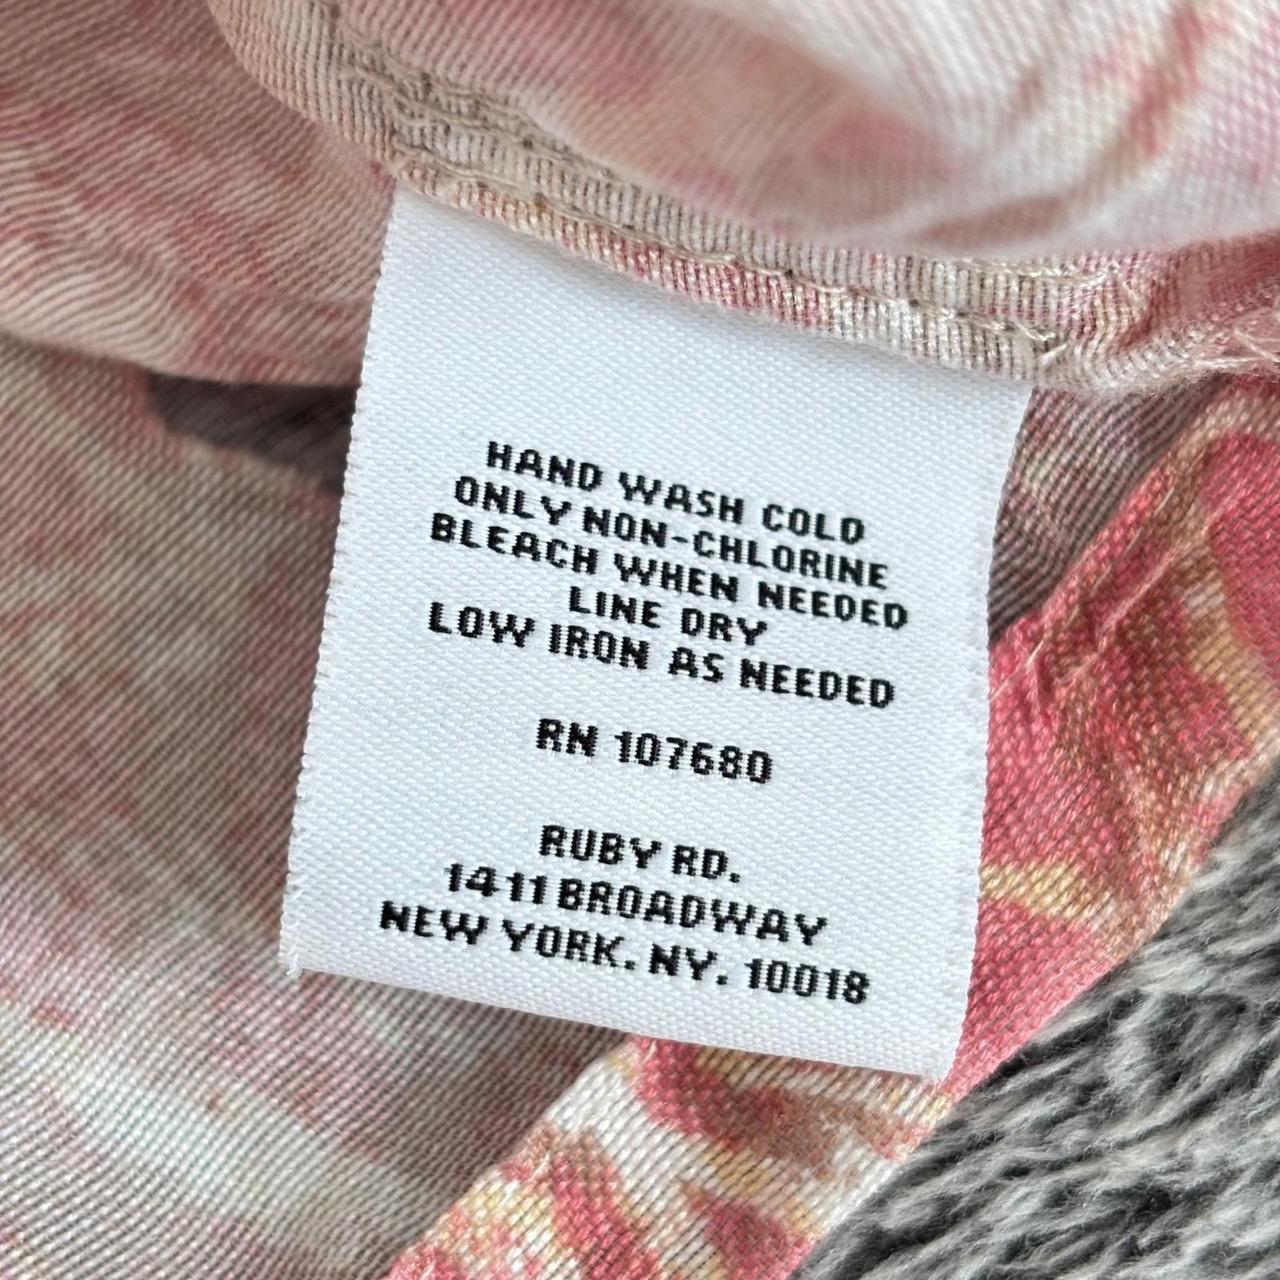 HAND WASH COLD
ONLY NON-CHLORINE
BLEACH WHEN NEEDED
LINE DRY
LOW IRON AS NEEDED
RN 107680
RUBY RD.
1411 BROADWAY
NEW YORK. NY. 10018